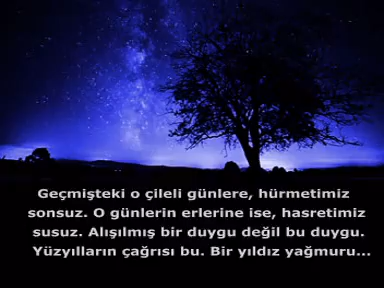 Geçmişteki o çileli günlere, hürmetimiz
sonsuz. O günlerin erlerine ise, hasretimiz
susuz. Alışılmış bir duygu değil bu duygu.
Yüzyılların çağrısı bu. Bir yıldız yağmuru...